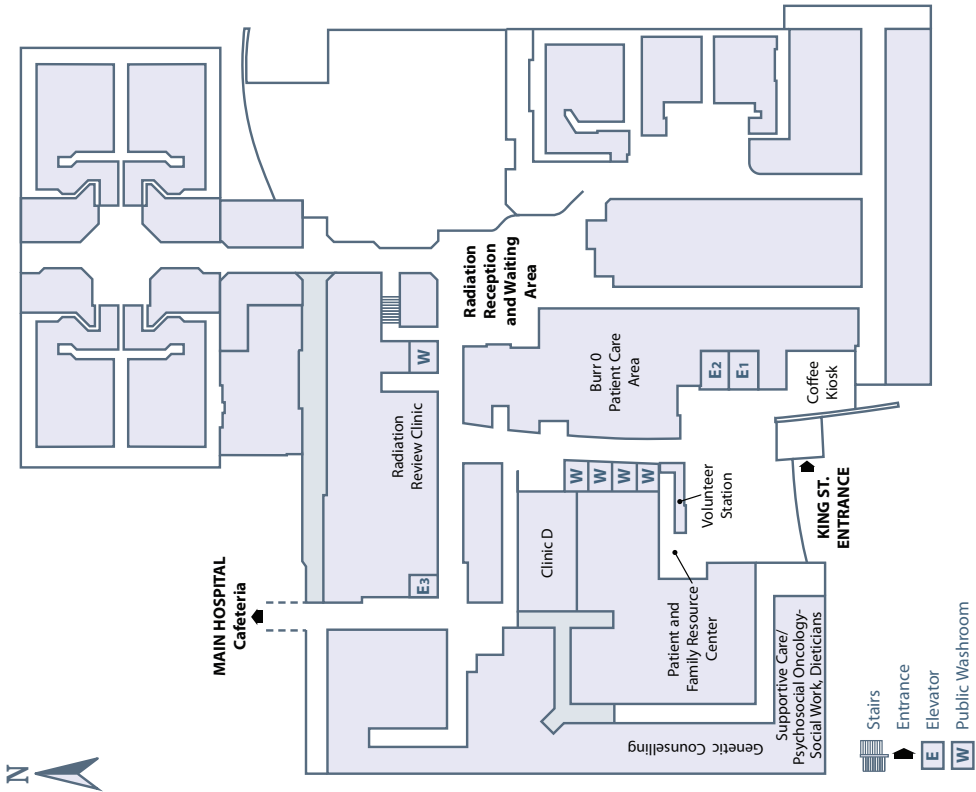 N
MAIN HOSPITAL
Cafeteria
Radiation
Reception
and Waiting
Area
W
Radiation
Review Clinic
E3
Burr 0
Patient Care
Area
E2
E1
Coffee
Kiosk
W
W
W
W
Clinic D
Volunteer
Station
KING ST.
ENTRANCE
Patient and
Family Resource
Center
Genetic Counselling
Supportive Care/
Psychosocial Oncology-
Social Work, Dieticians
Stairs
Entrance
E Elevator
W Public Washroom